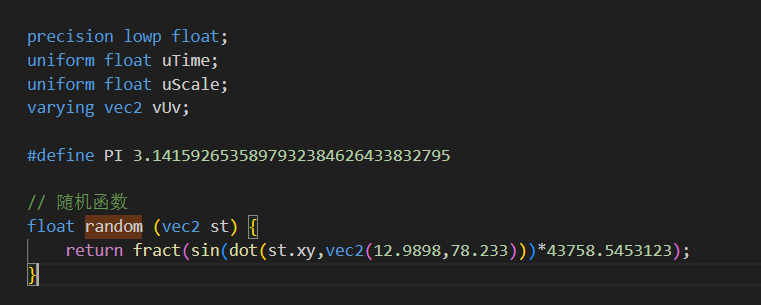 precision lowp float;
uniform float uTime;
uniform float uScale;
varying vec2 vUv;
#define PI 3.1415926535897932384626433832795
// 随机函数
float random (vec2 st) {
return fract(sin(dot(st.xy,vec2(12.9898,78.233)))*43758.5453123);
}